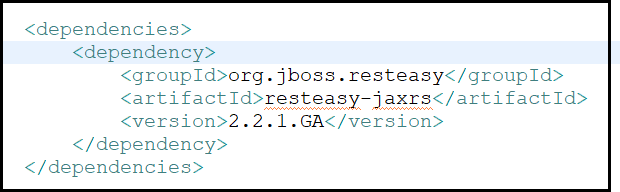 <dependencies>
<dependency>
<groupId>org.jboss.resteasy</groupId>
<artifactId>resteasy-jaxrs</artifactId>
<version>2.2.1.GA</version>
</dependency>
</dependencies>